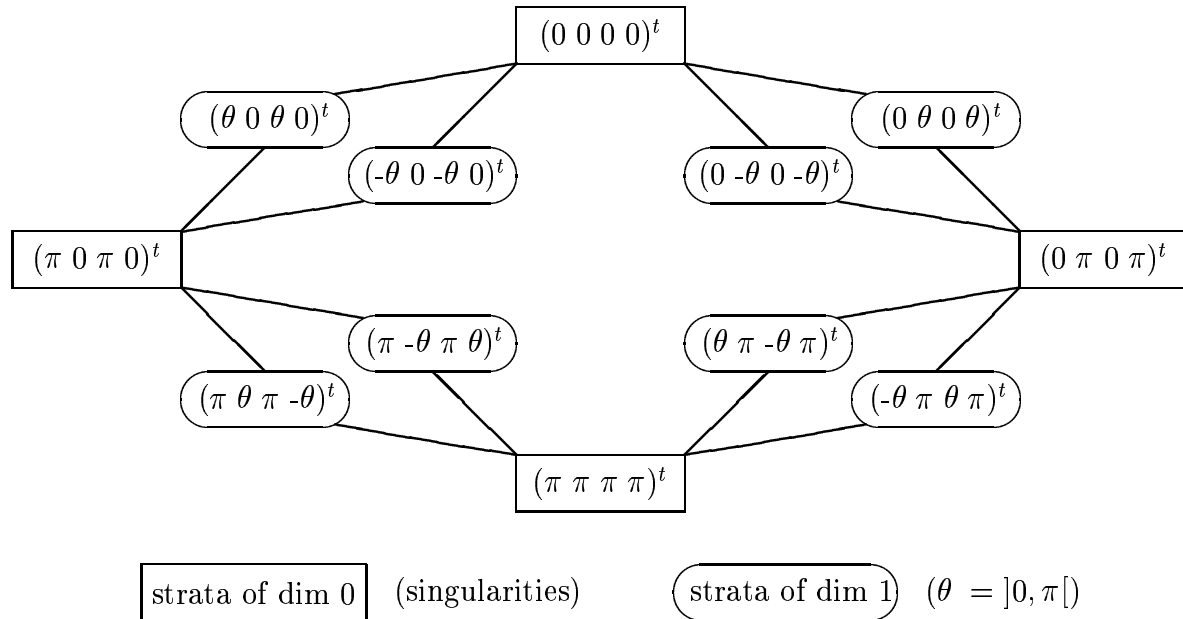 (0 0 0 0)^t
(θ 0 θ 0)^t
(0 θ 0 θ)^t
(-θ 0 -θ 0)^t
(0 -θ 0 -θ)^t
(π 0 π 0)^t
(0 π 0 π)^t
(π -θ π θ)^t
(θ π -θ π)^t
(π θ π -θ)^t
(-θ π θ π)^t
(π π π π)^t
strata of dim 0 (singularities)
strata of dim 1 (θ = ]0, π[)